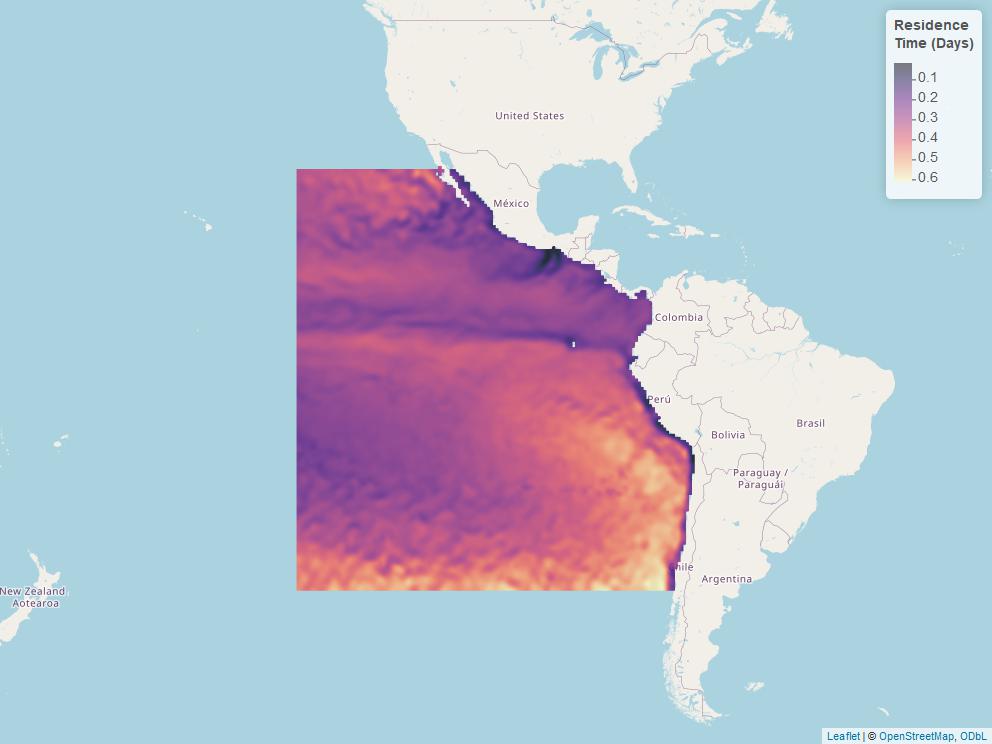 Residence
Time (Days)
0.1
0.2
0.3
0.4
0.5
0.6
United States
México
Colombia
Perú
Brasil
Bolivia
Paraguay /
Paraguái
hile
Argentina
New Zealand
Aotearoa
Leaflet | © OpenStreetMap, ODbL